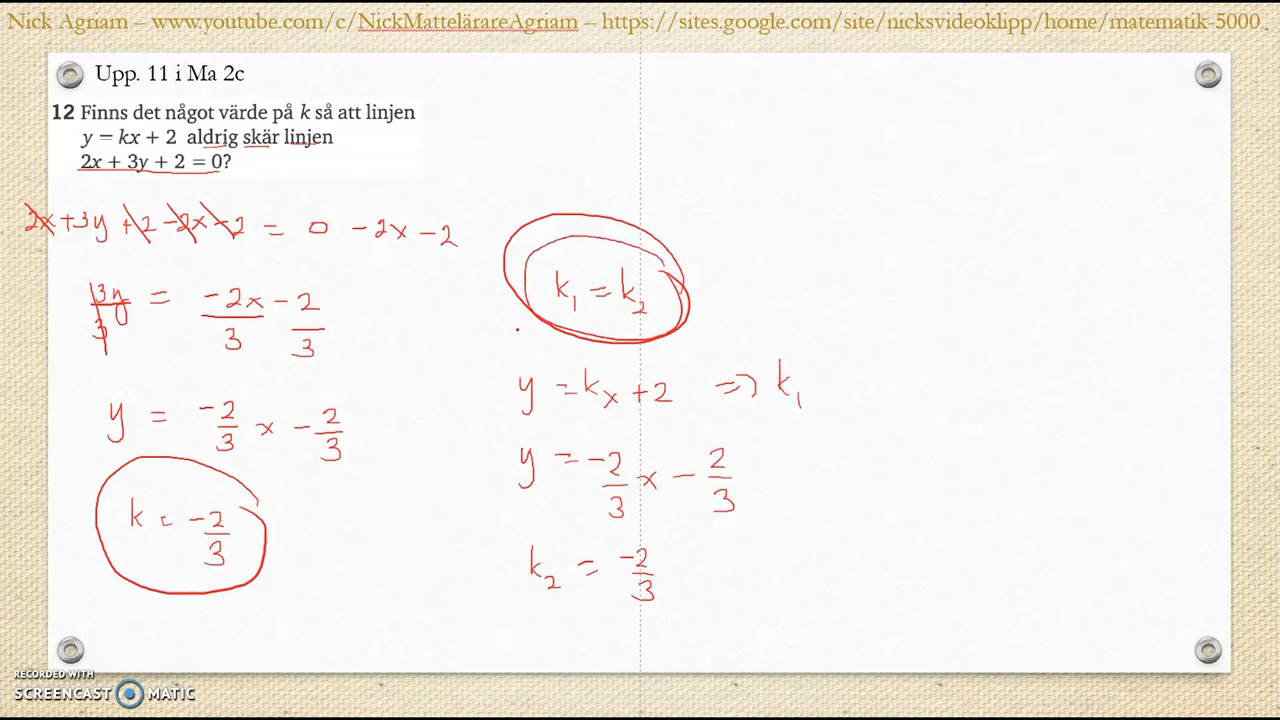 Nick Agriam – www.youtube.com/c/NickMattelärareAgriam – https://sites.google.com/site/nicksvideoklipp/home/matematik-5000
Upp. 11 i Ma 2c
12 Finns det något värde på k så att linjen
y = kx + 2 aldrig skär linjen
2x + 3y + 2 = 0?
2x + 3y + 2 - 2x - 2 = 0 - 2x - 2
3y/3 = -2x/3 - 2/3
y = -2/3 x - 2/3
k = -2/3
k₁ = k₂
y = kx + 2 => k₁
y = -2/3 x - 2/3
k₂ = -2/3
RECORDED WITH
SCREENCAST MATIC